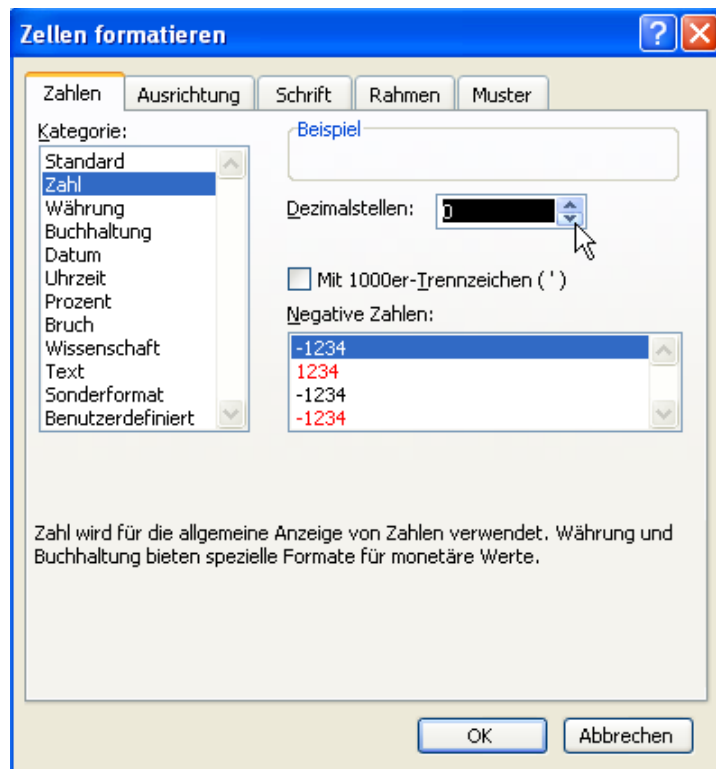 Zellen formatieren
Zahlen Ausrichtung Schrift Rahmen Muster
Kategorie:
Standard
Zahl
Währung
Buchhaltung
Datum
Uhrzeit
Prozent
Bruch
Wissenschaft
Text
Sonderformat
Benutzerdefiniert
Beispiel
Dezimalstellen: 0
Mit 1000er-Trennzeichen (')
Negative Zahlen:
-1234
1234
-1234
-1234
Zahl wird für die allgemeine Anzeige von Zahlen verwendet. Währung und
Buchhaltung bieten spezielle Formate für monetäre Werte.
OK Abbrechen